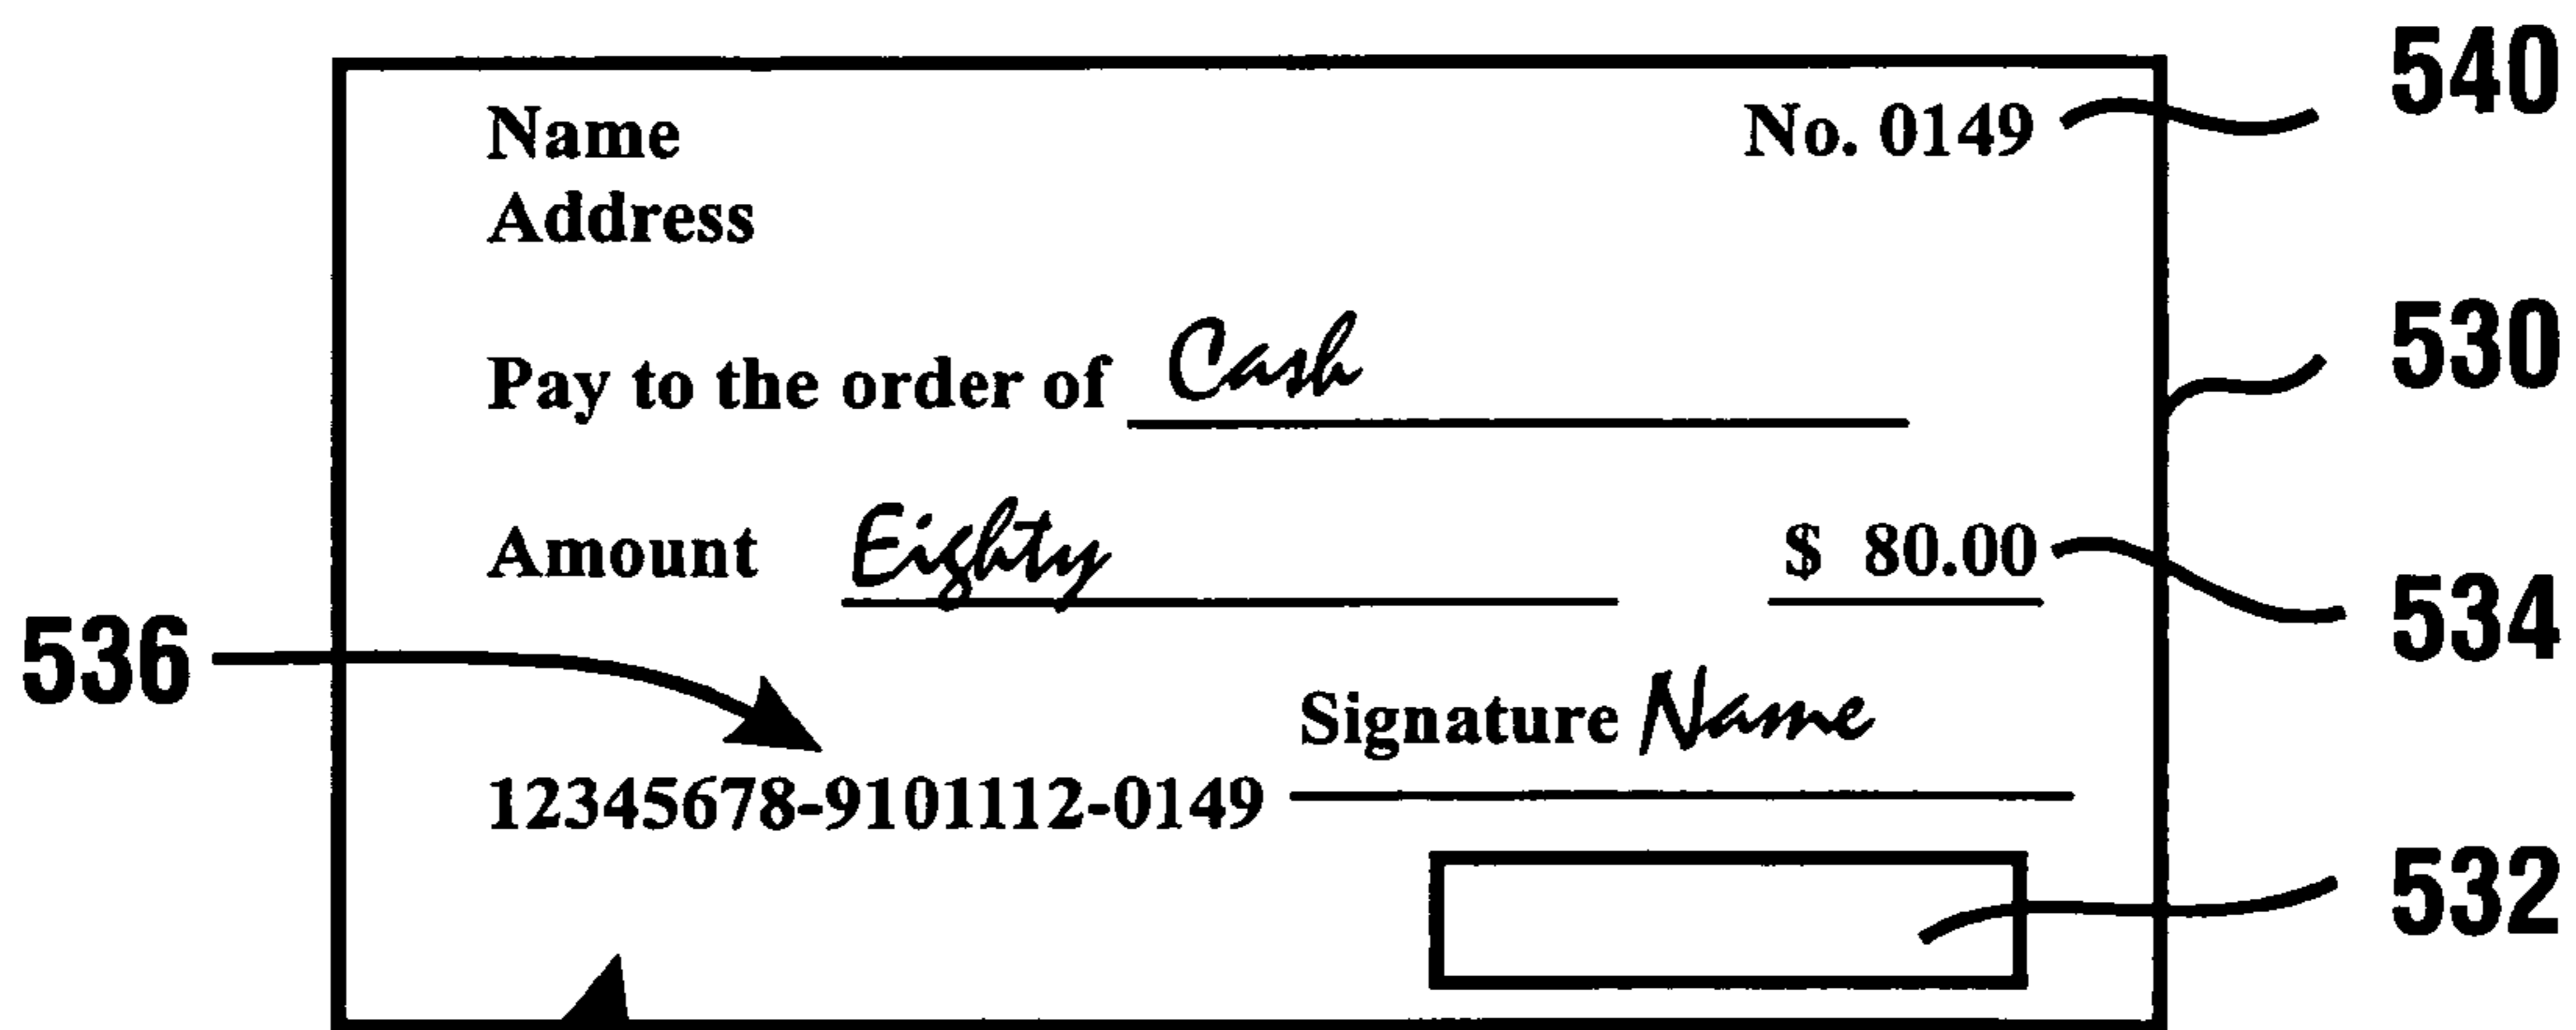 540
Name No. 0149
Address
530
Pay to the order of Cash
Amount Eighty $ 80.00
534
536
Signature Name
12345678-9101112-0149
532